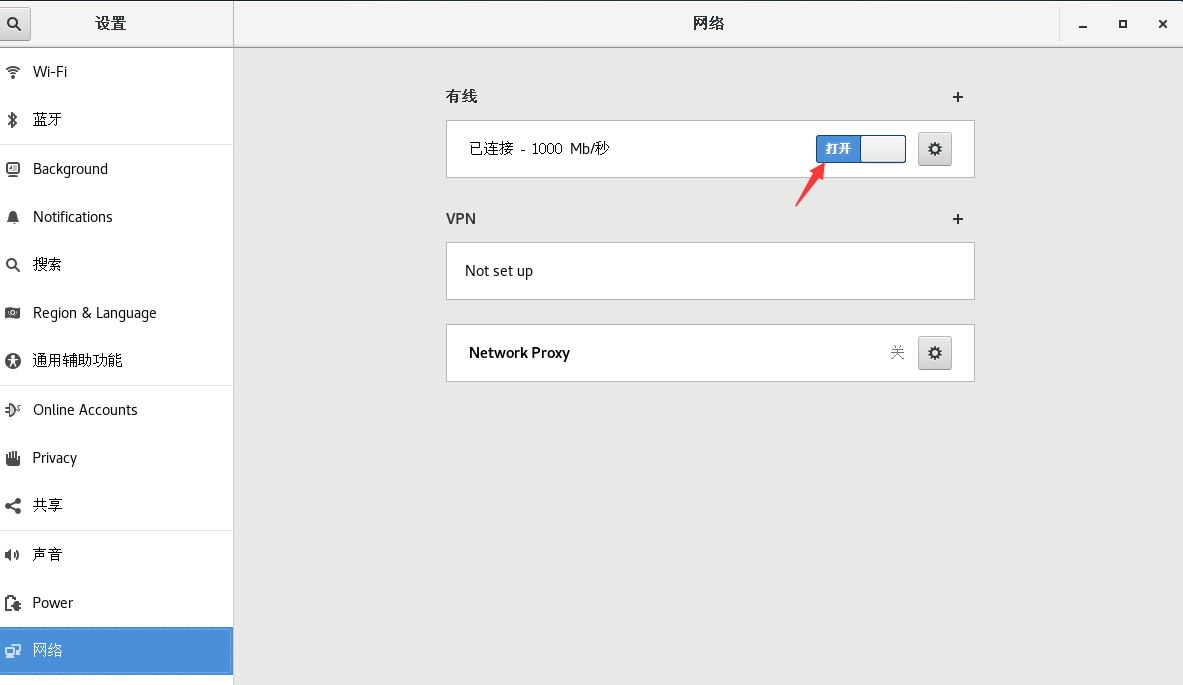 设置
网络
Wi-Fi
蓝牙
Background
Notifications
搜索
Region & Language
通用辅助功能
Online Accounts
Privacy
共享
声音
Power
网络
有线
已连接 - 1000 Mb/秒
打开
VPN
Not set up
Network Proxy
关